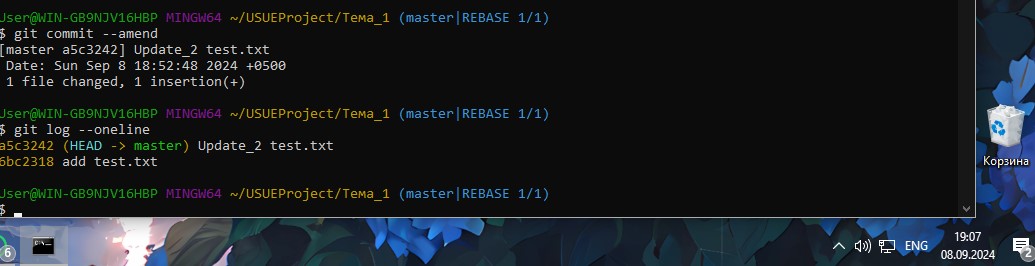 User@WIN-GB9NJV16HBP MINGW64 ~/USUEProject/Тема_1 (master|REBASE 1/1)
$ git commit --amend
[master a5c3242] Update_2 test.txt
Date: Sun Sep 8 18:52:48 2024 +0500
1 file changed, 1 insertion(+)
User@WIN-GB9NJV16HBP MINGW64 ~/USUEProject/Тема_1 (master|REBASE 1/1)
$ git log --oneline
a5c3242 (HEAD -> master) Update_2 test.txt
6bc2318 add test.txt
Корзина
User@WIN-GB9NJV16HBP MINGW64 ~/USUEProject/Тема_1 (master|REBASE 1/1)
$
6
ENG
19:07
08.09.2024
2